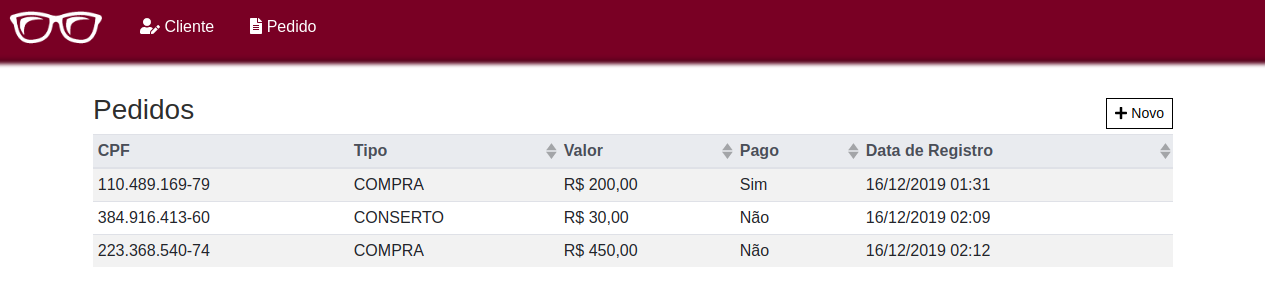 Cliente Pedido
Pedidos
Novo
CPF Tipo Valor Pago Data de Registro
110.489.169-79 COMPRA R$ 200,00 Sim 16/12/2019 01:31
384.916.413-60 CONSERTO R$ 30,00 Não 16/12/2019 02:09
223.368.540-74 COMPRA R$ 450,00 Não 16/12/2019 02:12